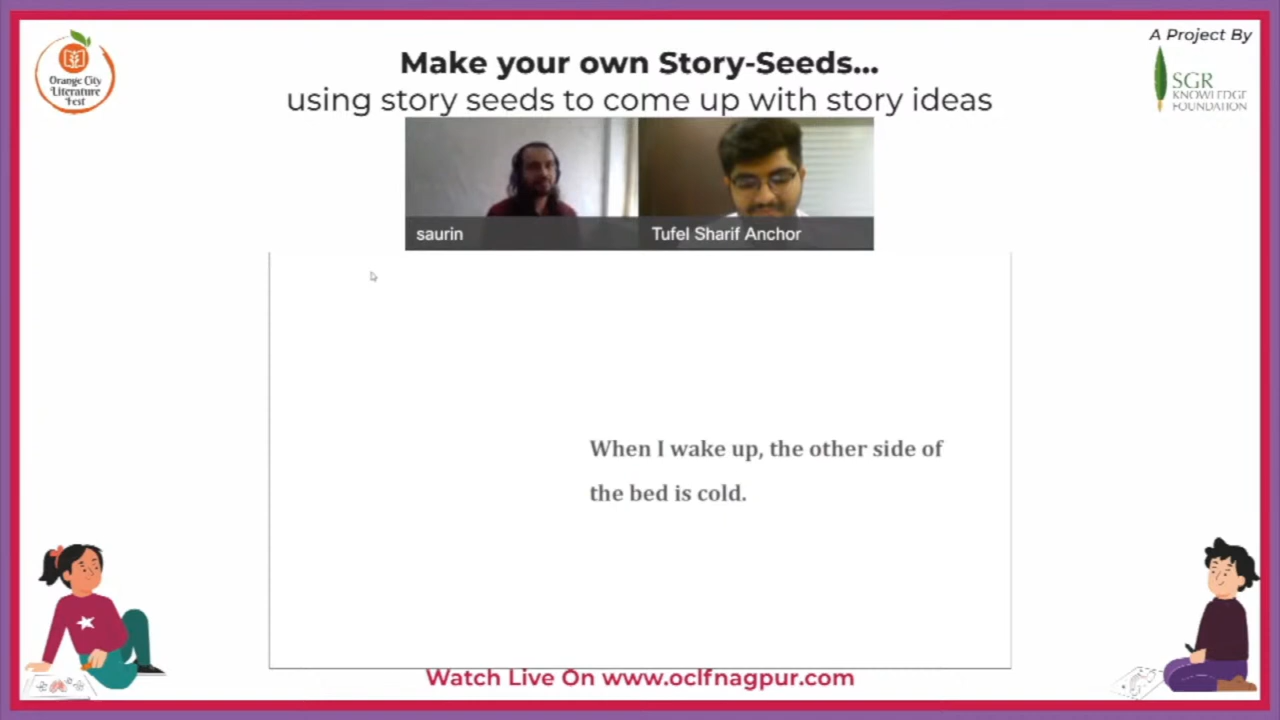 Orange City
Literature
Fest
Make your own Story-Seeds...
using story seeds to come up with story ideas
A Project By
SGR
KNOWLEDGE
FOUNDATION
saurin
Tufel Sharif Anchor
When I wake up, the other side of
the bed is cold.
Watch Live On www.oclfnagpur.com